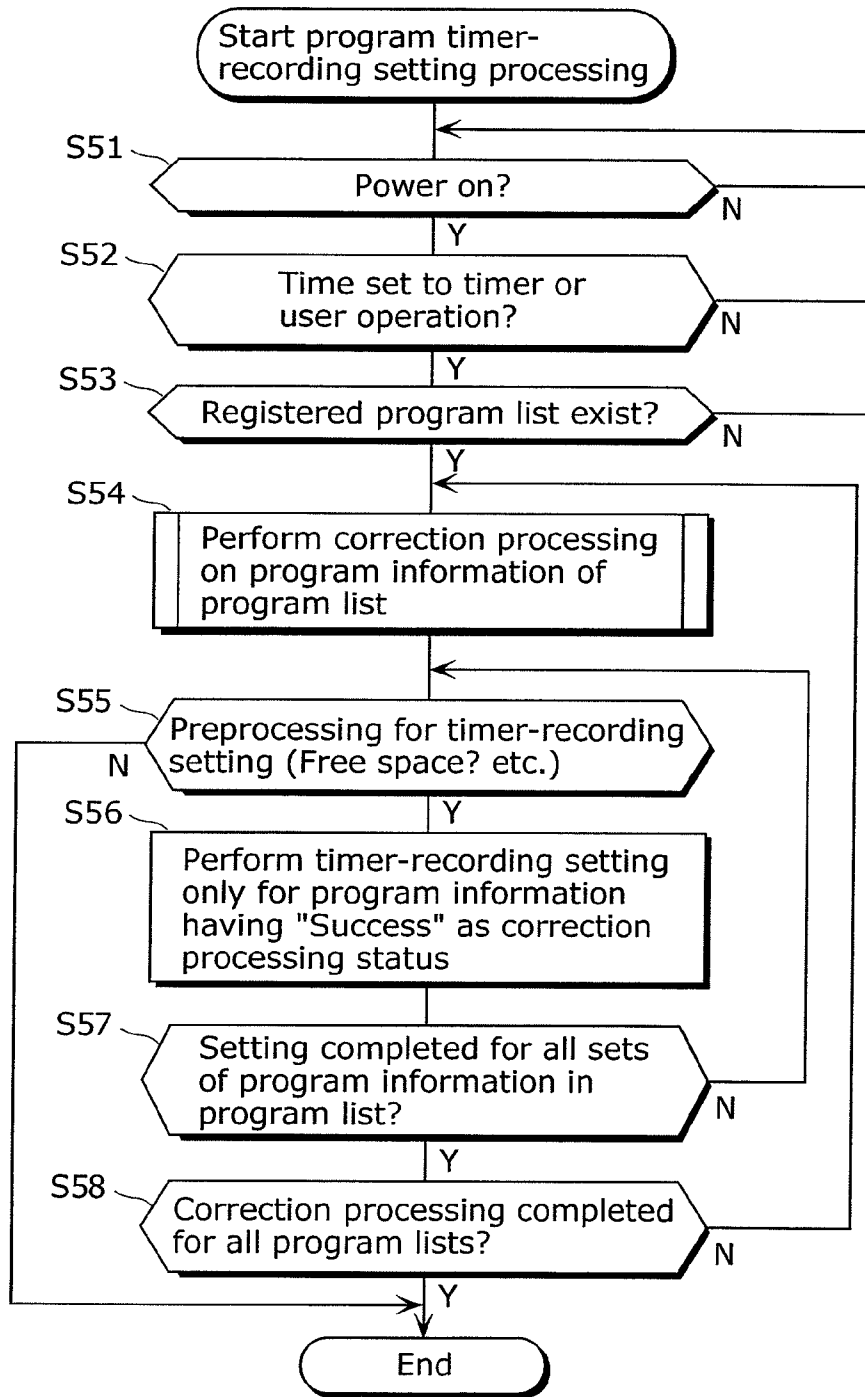 Start program timer-
recording setting processing
S51
Power on?
N
Y
S52
Time set to timer or
user operation?
N
Y
S53
Registered program list exist?
N
Y
S54
Perform correction processing
on program information of
program list
S55
Preprocessing for timer-recording
setting (Free space? etc.)
N
Y
S56
Perform timer-recording setting
only for program information
having "Success" as correction
processing status
S57
Setting completed for all sets
of program information in
program list?
N
Y
S58
Correction processing completed
for all program lists?
N
Y
End